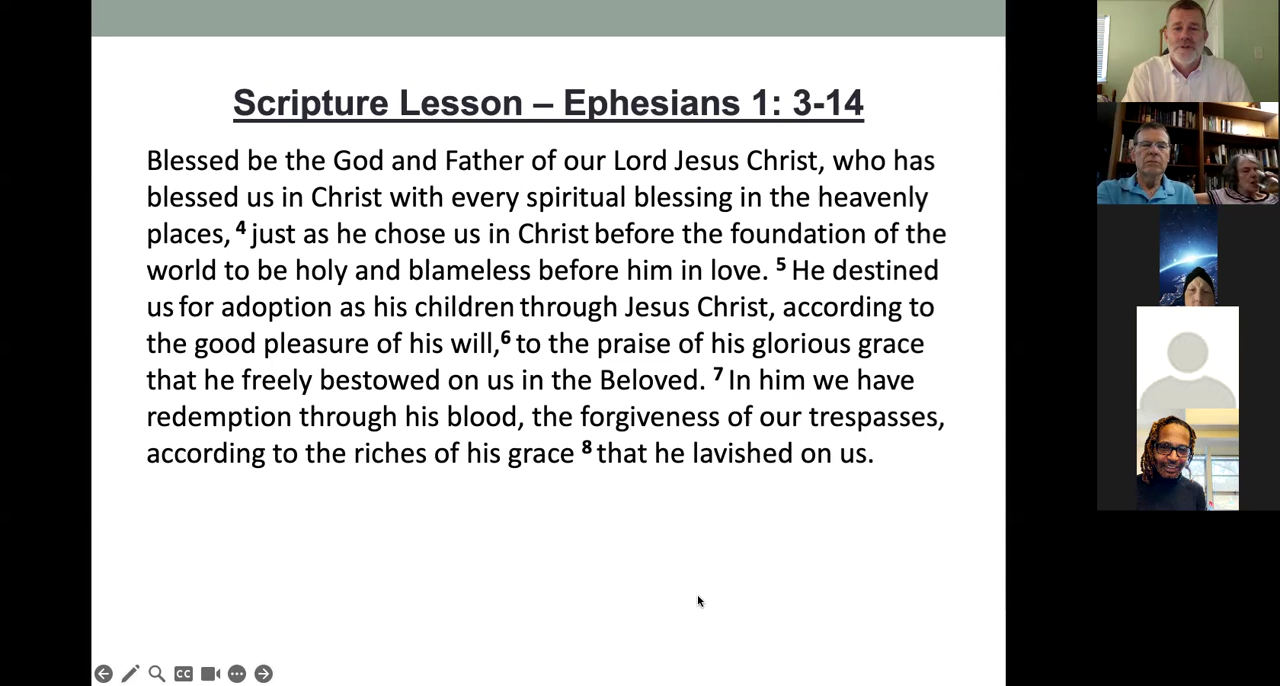 Scripture Lesson – Ephesians 1: 3-14
Blessed be the God and Father of our Lord Jesus Christ, who has
blessed us in Christ with every spiritual blessing in the heavenly
places, 4 just as he chose us in Christ before the foundation of the
world to be holy and blameless before him in love. 5 He destined
us for adoption as his children through Jesus Christ, according to
the good pleasure of his will,6 to the praise of his glorious grace
that he freely bestowed on us in the Beloved. 7 In him we have
redemption through his blood, the forgiveness of our trespasses,
according to the riches of his grace 8 that he lavished on us.
CC